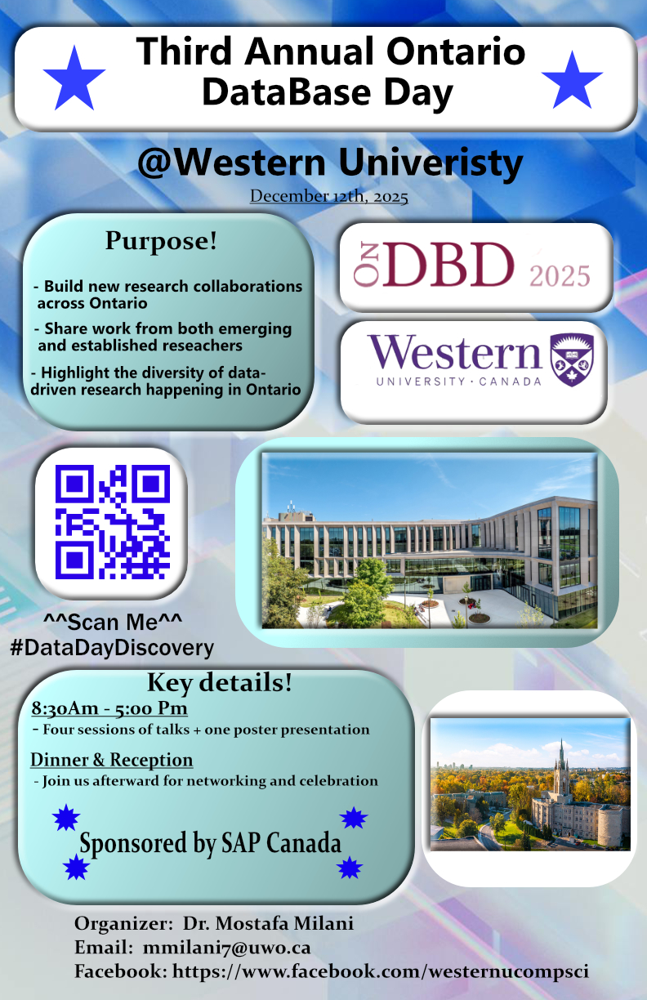 Third Annual Ontario
DataBase Day
@Western Univeristy
December 12th, 2025
Purpose!
- Build new research collaborations
across Ontario
- Share work from both emerging
and established reseachers
- Highlight the diversity of data-
driven research happening in Ontario
ON DBD 2025
Western
UNIVERSITY · CANADA
^^Scan Me^^
#DataDayDiscovery
Key details!
8:30Am - 5:00 Pm
- Four sessions of talks + one poster presentation
Dinner & Reception
- Join us afterward for networking and celebration
Sponsored by SAP Canada
Organizer: Dr. Mostafa Milani
Email: mmilani7@uwo.ca
Facebook: https://www.facebook.com/westernucompsci